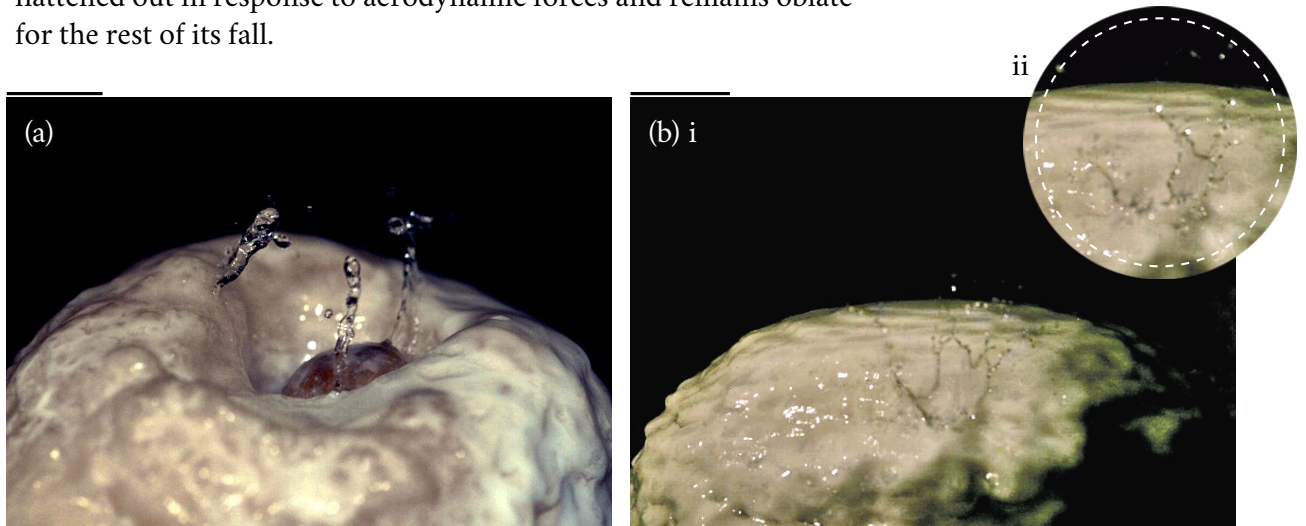 flattened out in response to aerodynamic forces and remains oblate
for the rest of its fall.
ii
(a)
(b) i